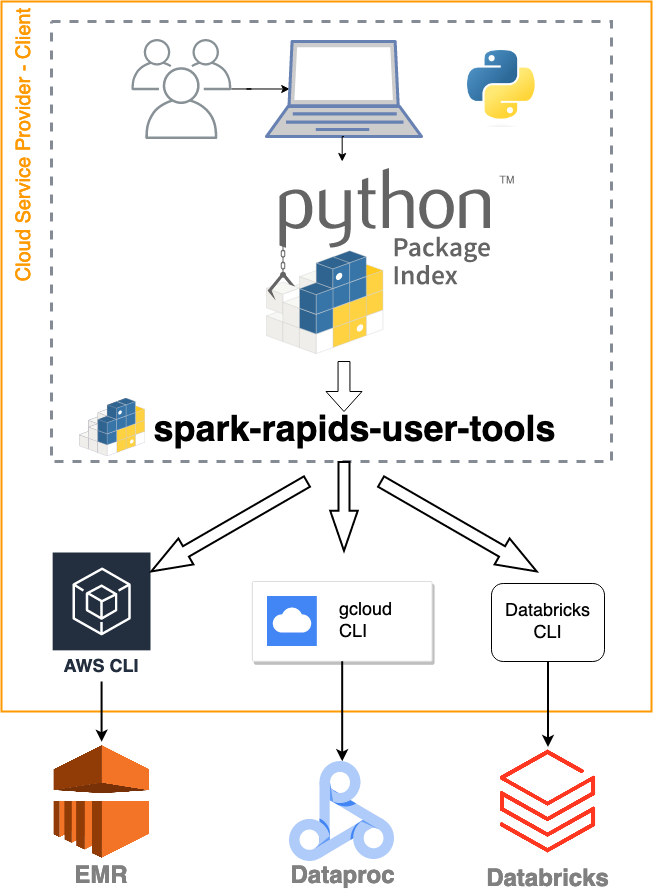 Cloud Service Provider - Client
python™
Package
Index
spark-rapids-user-tools
AWS CLI
gcloud
CLI
Databricks
CLI
EMR
Dataproc
Databricks